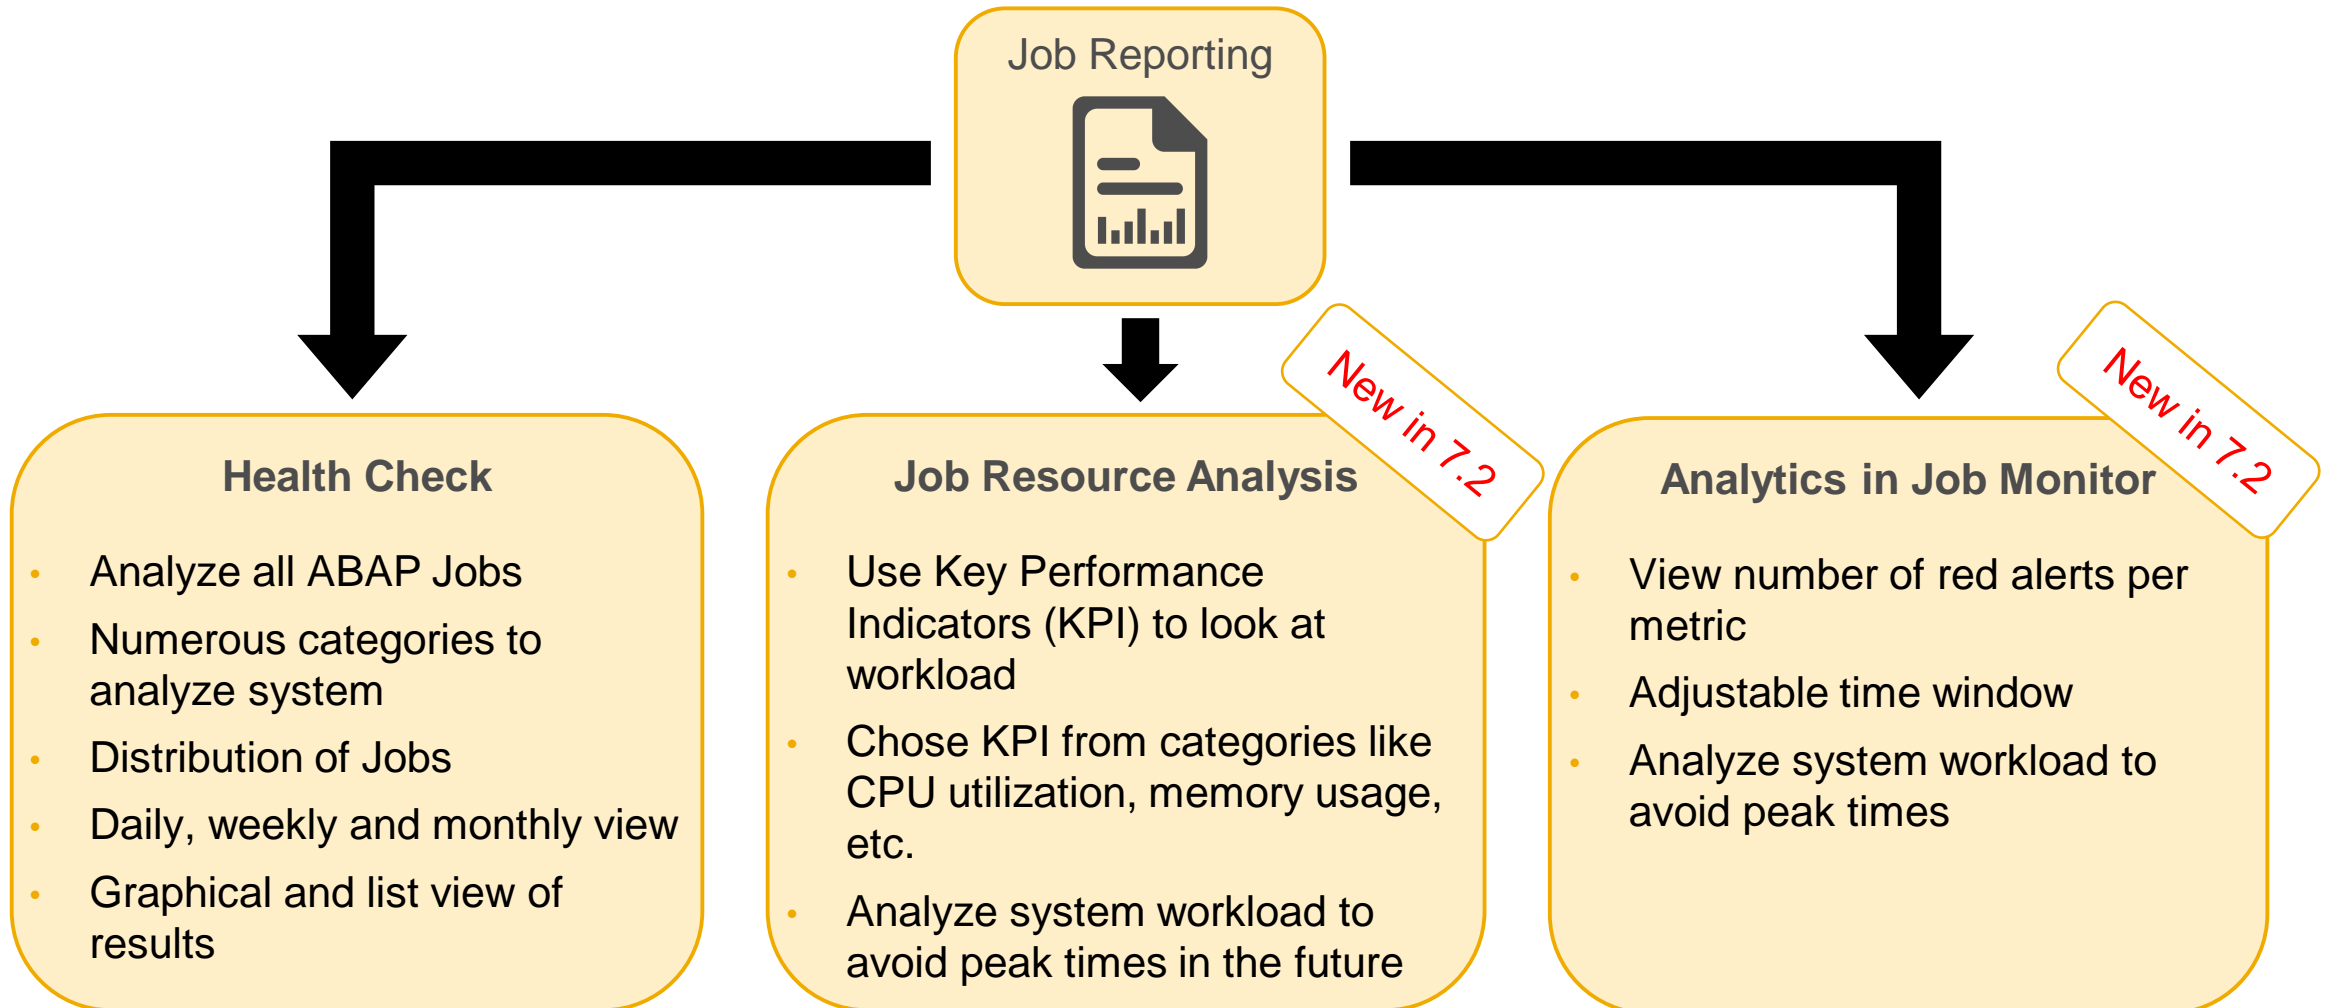 Job Reporting
New in 7.2
New in 7.2
Health Check
• Analyze all ABAP Jobs
• Numerous categories to
analyze system
• Distribution of Jobs
• Daily, weekly and monthly view
• Graphical and list view of
results
Job Resource Analysis
• Use Key Performance
Indicators (KPI) to look at
workload
• Chose KPI from categories like
CPU utilization, memory usage,
etc.
• Analyze system workload to
avoid peak times in the future
Analytics in Job Monitor
• View number of red alerts per
metric
• Adjustable time window
• Analyze system workload to
avoid peak times